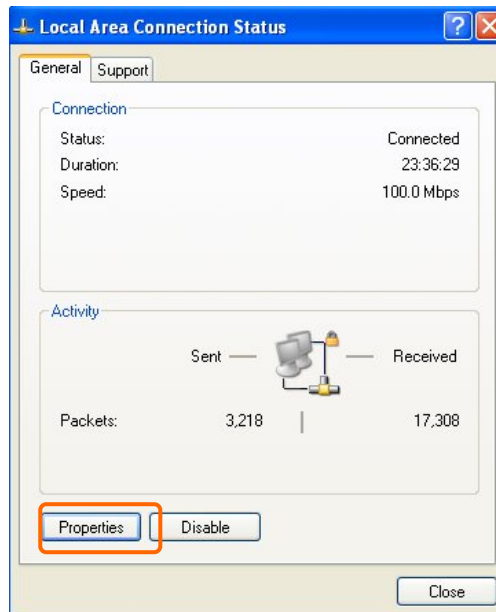 Local Area Connection Status
General Support
Connection
Status: Connected
Duration: 23:36:29
Speed: 100.0 Mbps
Activity
Sent Received
Packets: 3,218 17,308
Properties Disable
Close